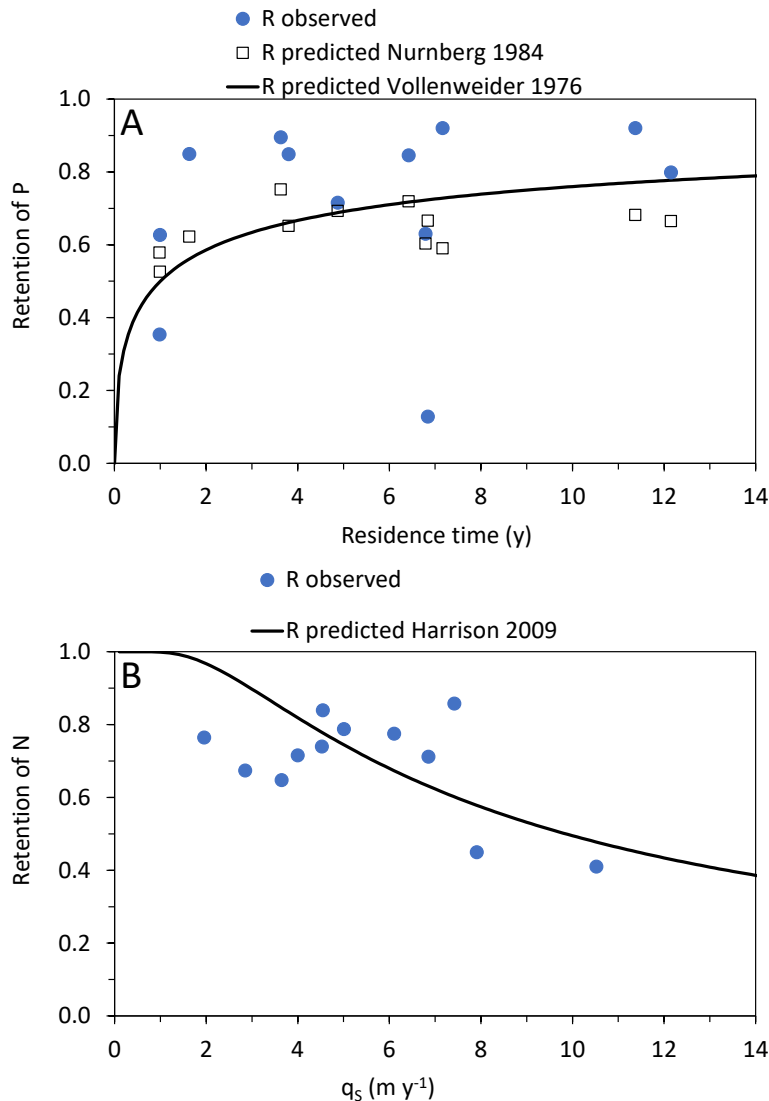 R observed
R predicted Nurnberg 1984
R predicted Vollenweider 1976
A
1.0
0.8
0.6
0.4
0.2
0.0
Retention of P
0 2 4 6 8 10 12 14
Residence time (y)
R observed
R predicted Harrison 2009
B
1.0
0.8
0.6
0.4
0.2
0.0
Retention of N
0 2 4 6 8 10 12 14
qS (m y-1)